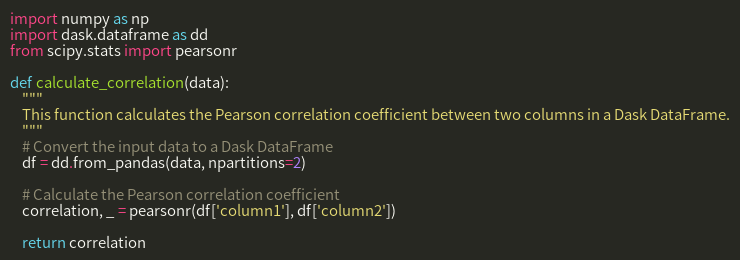 import numpy as np
import dask.dataframe as dd
from scipy.stats import pearsonr

def calculate_correlation(data):
    """
    This function calculates the Pearson correlation coefficient between two columns in a Dask DataFrame.
    """
    # Convert the input data to a Dask DataFrame
    df = dd.from_pandas(data, npartitions=2)

    # Calculate the Pearson correlation coefficient
    correlation, _ = pearsonr(df['column1'], df['column2'])

    return correlation